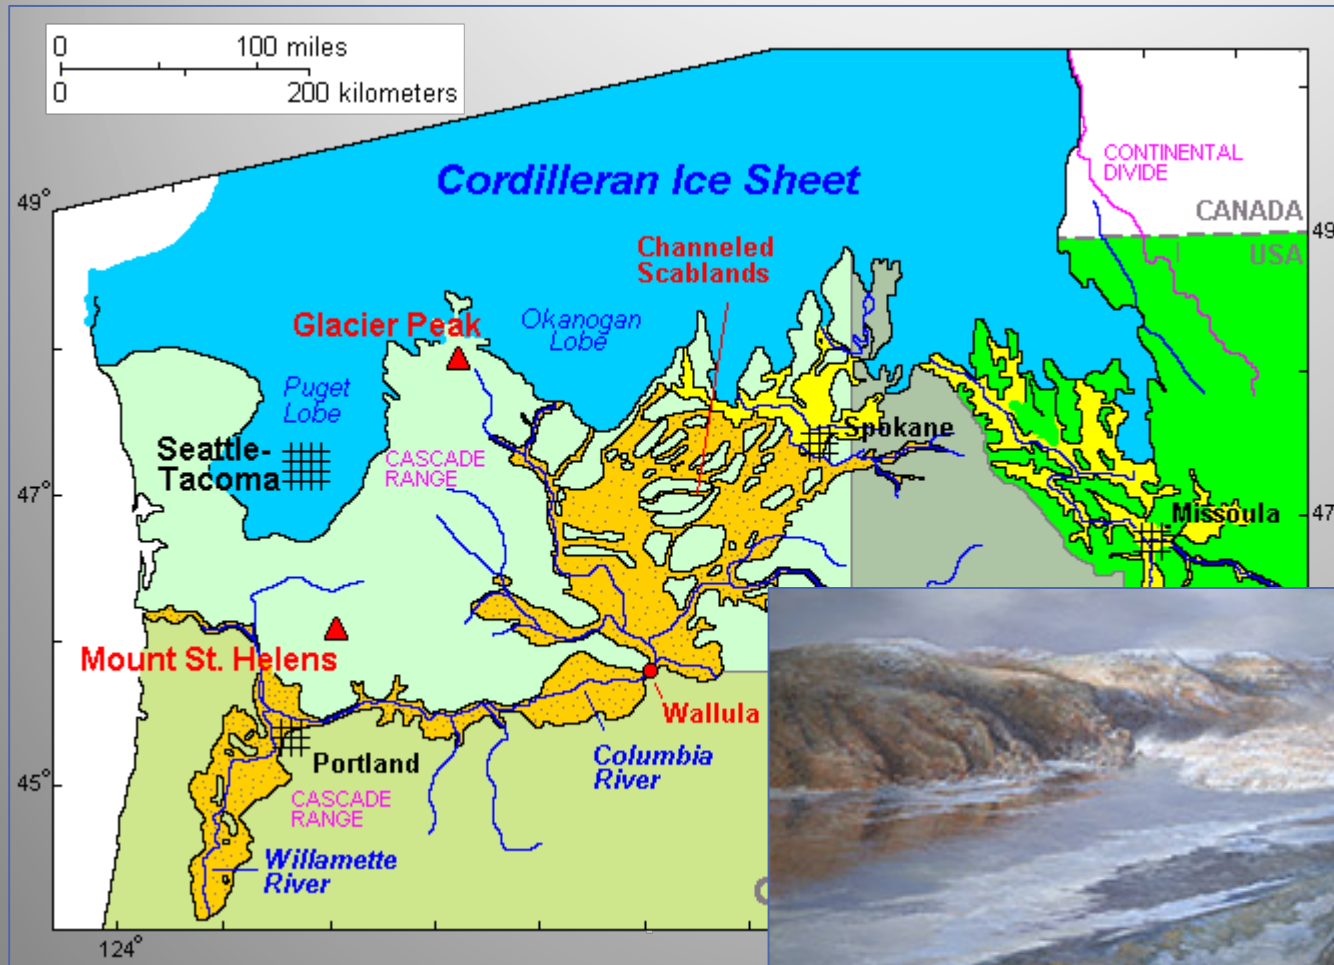 0 100 miles
0 200 kilometers
Cordilleran Ice Sheet
CONTINENTAL
DIVIDE
49°
CANADA
49
USA
Channeled
Scablands
Glacier Peak
Okanogan
Lobe
Puget
Lobe
Seattle-
Tacoma
CASCADE
RANGE
Spokane
47°
47
Missoula
Mount St. Helens
Wallula
Columbia
River
Portland
45°
CASCADE
RANGE
Willamette
River
124°